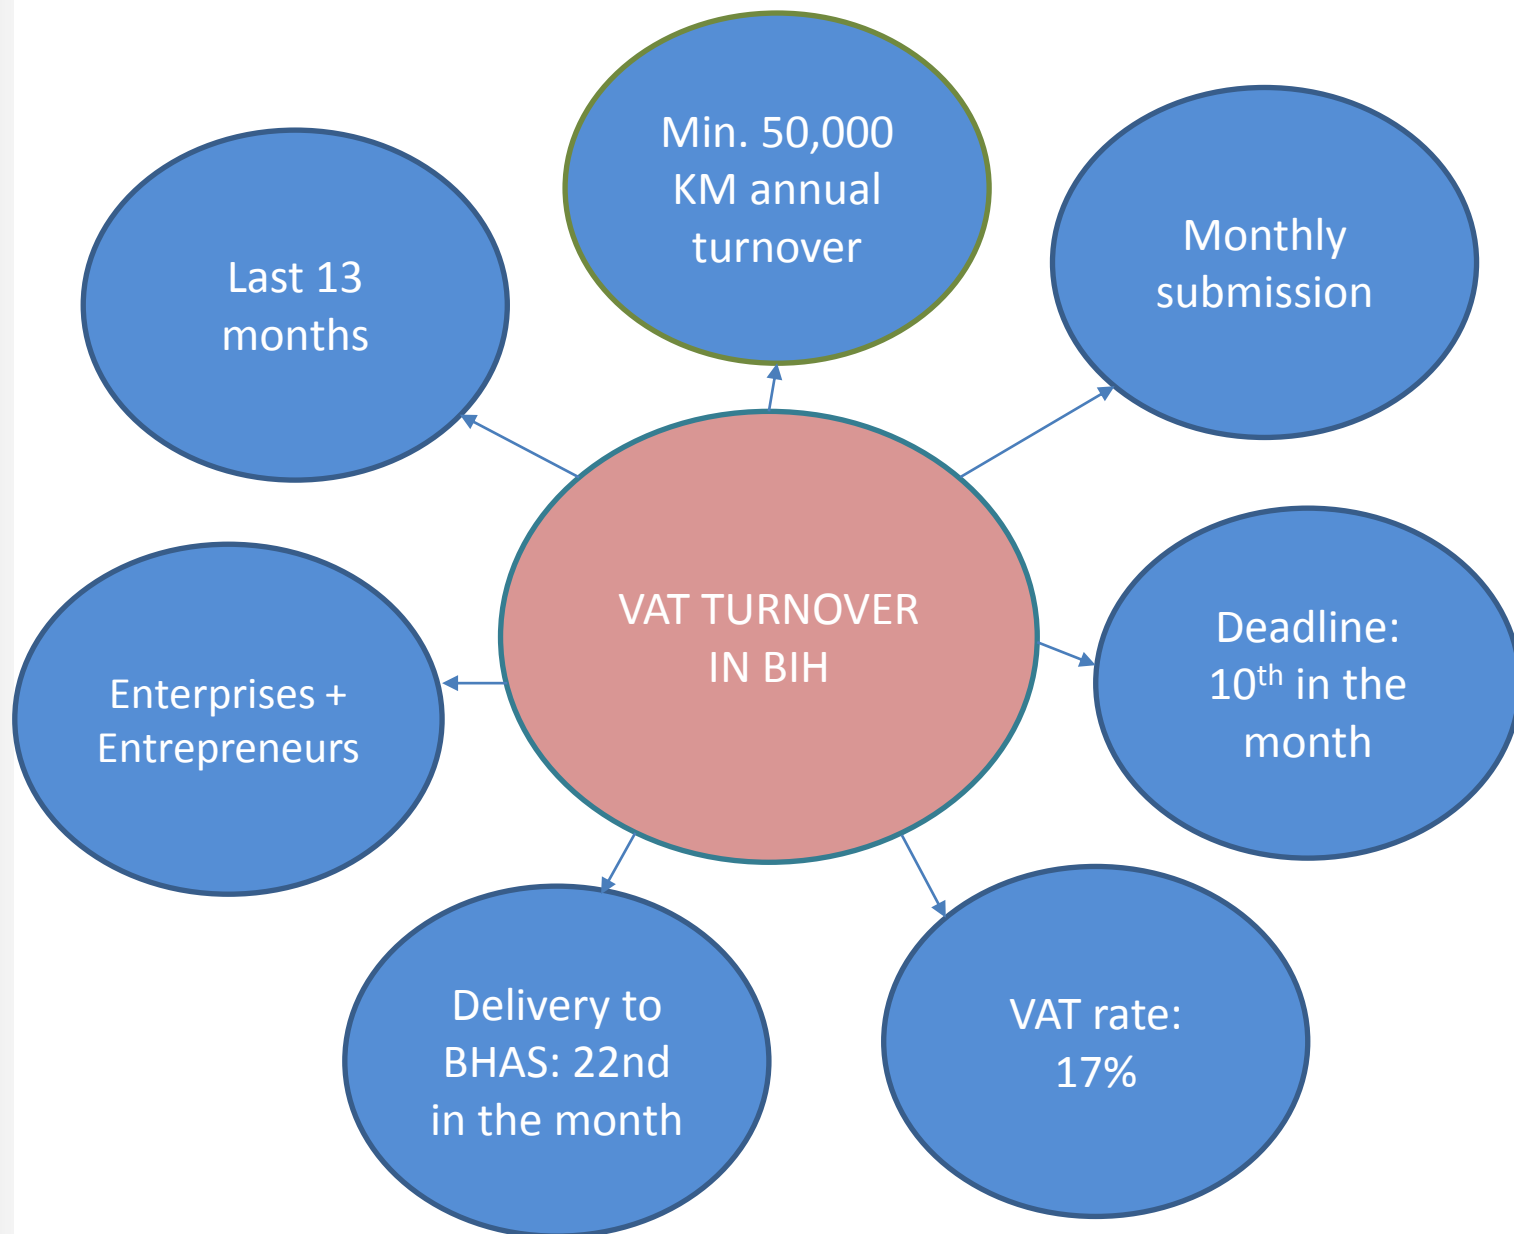 Min. 50,000
KM annual
turnover
Monthly
submission
Last 13
months
VAT TURNOVER
IN BIH
Deadline:
10th in the
month
Enterprises +
Entrepreneurs
Delivery to
BHAS: 22nd
in the month
VAT rate:
17%